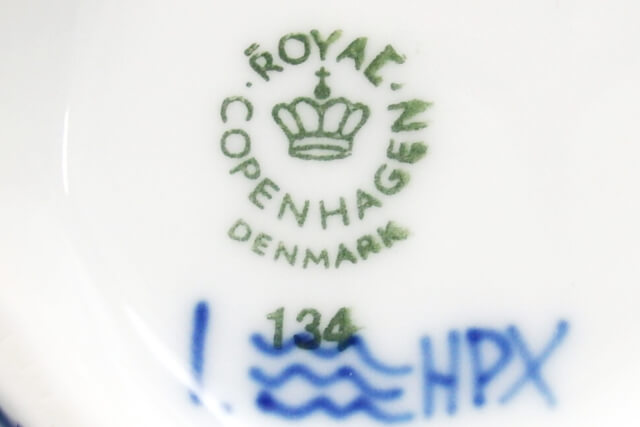 ROYAL
COPENHAGEN
DENMARK
134
1. HPX